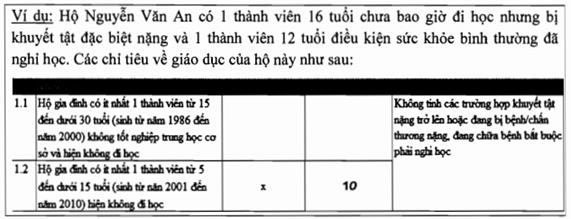 Ví dụ: Hộ Nguyễn Văn An có 1 thành viên 16 tuổi chưa bao giờ đi học nhưng bị
khuyết tật đặc biệt nặng và 1 thành viên 12 tuổi điều kiện sức khỏe bình thường đã
nghỉ học. Các chỉ tiêu về giáo dục của hộ này như sau:
1.1 Hộ gia đình có ít nhất 1 thành viên từ 15
đến dưới 30 tuổi (sinh từ năm 1986 đến
năm 2000) không tốt nghiệp trung học cơ
sở và hiện không đi học
Không tính các trường hợp khuyết tật
nặng trở lên hoặc đang bị bệnh/chấn
thương nặng, đang chữa bệnh bắt buộc
phải nghỉ học
1.2 Hộ gia đình có ít nhất 1 thành viên từ 5
đến dưới 15 tuổi (sinh từ năm 2001 đến
năm 2010) hiện không đi học
x
10